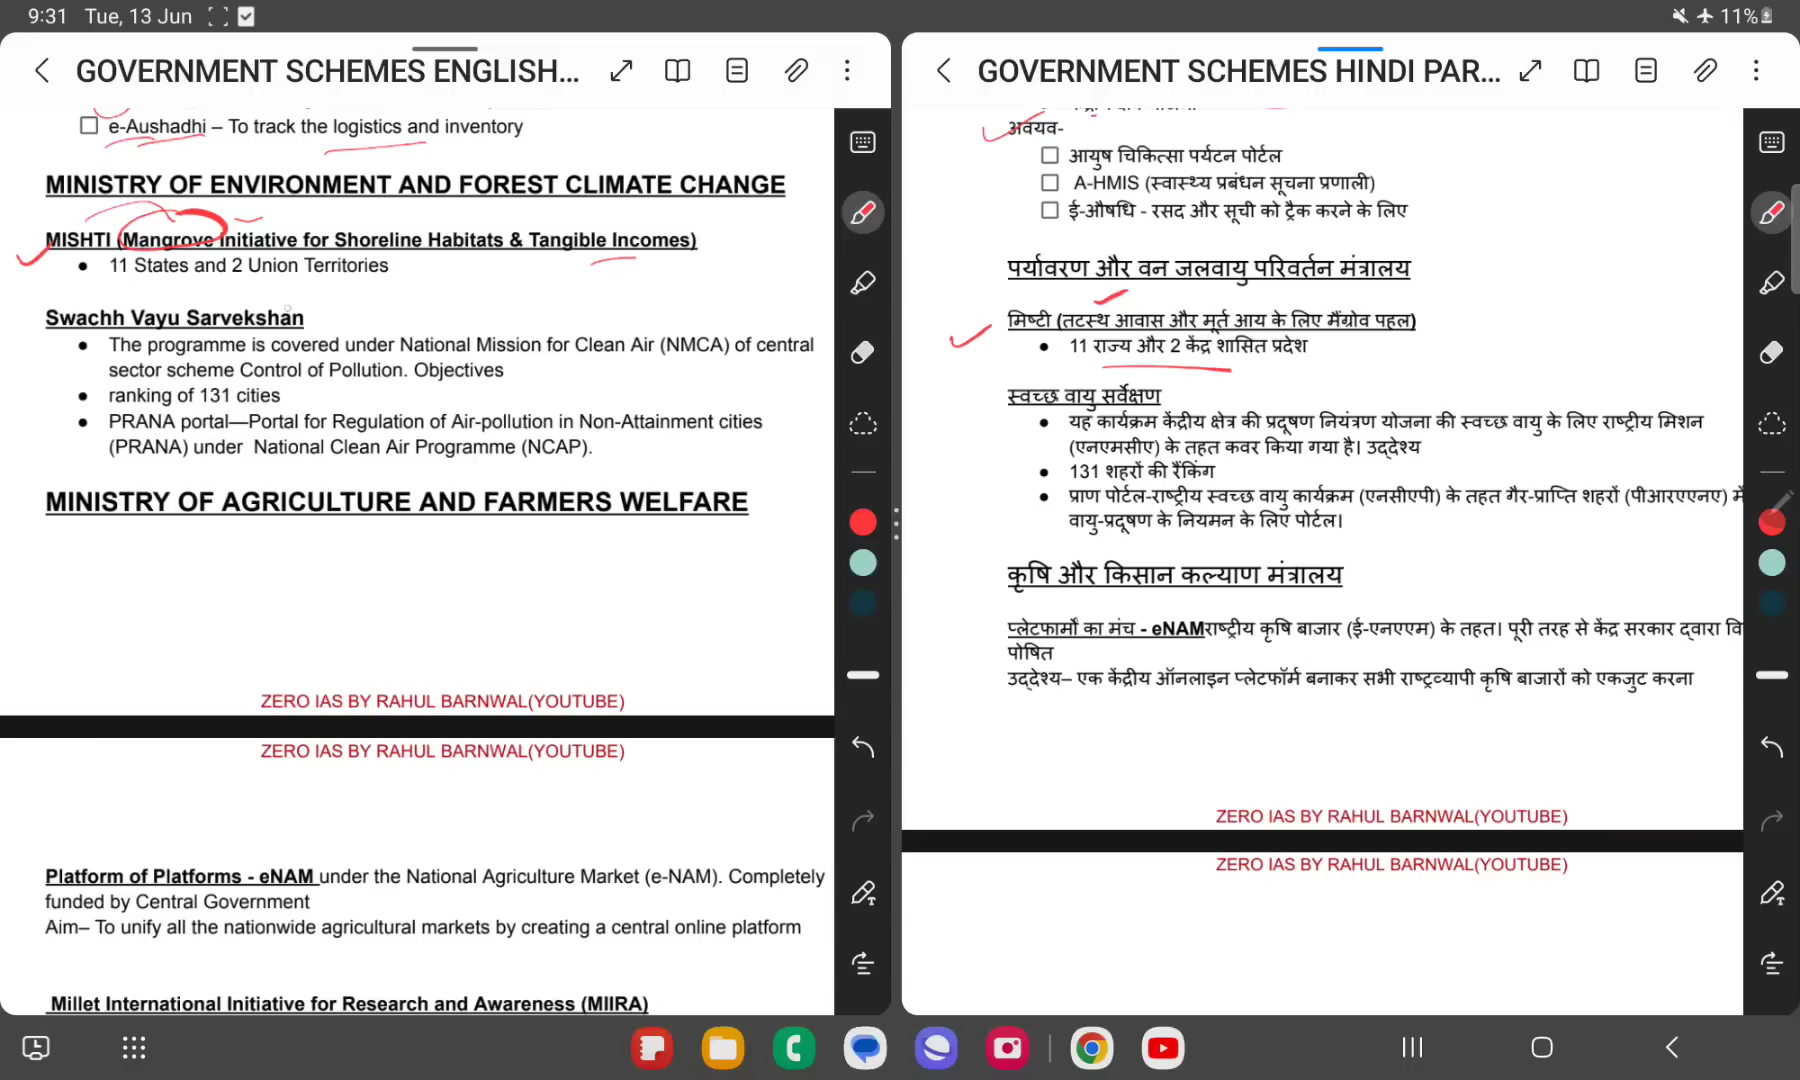 9:31 Tue, 13 Jun
11%
GOVERNMENT SCHEMES ENGLISH...
e-Aushadhi – To track the logistics and inventory
MINISTRY OF ENVIRONMENT AND FOREST CLIMATE CHANGE
MISHTI (Mangrove Initiative for Shoreline Habitats & Tangible Incomes)
● 11 States and 2 Union Territories
Swachh Vayu Sarvekshan
● The programme is covered under National Mission for Clean Air (NMCA) of central
sector scheme Control of Pollution. Objectives
● ranking of 131 cities
● PRANA portal—Portal for Regulation of Air-pollution in Non-Attainment cities
(PRANA) under National Clean Air Programme (NCAP).
MINISTRY OF AGRICULTURE AND FARMERS WELFARE
ZERO IAS BY RAHUL BARNWAL(YOUTUBE)
ZERO IAS BY RAHUL BARNWAL(YOUTUBE)
Platform of Platforms - eNAM under the National Agriculture Market (e-NAM). Completely
funded by Central Government
Aim– To unify all the nationwide agricultural markets by creating a central online platform
Millet International Initiative for Research and Awareness (MIIRA)
GOVERNMENT SCHEMES HINDI PAR...
अवयव-
आयुष चिकित्सा पर्यटन पोर्टल
A-HMIS (स्वास्थ्य प्रबंधन सूचना प्रणाली)
ई-औषधि - रसद और सूची को ट्रैक करने के लिए
पर्यावरण और वन जलवायु परिवर्तन मंत्रालय
मिष्टी (तटस्थ आवास और मूर्त आय के लिए मैंग्रोव पहल)
● 11 राज्य और 2 केंद्र शासित प्रदेश
स्वच्छ वायु सर्वेक्षण
● यह कार्यक्रम केंद्रीय क्षेत्र की प्रदूषण नियंत्रण योजना की स्वच्छ वायु के लिए राष्ट्रीय मिशन
(एनएमसीए) के तहत कवर किया गया है। उद्देश्य
● 131 शहरों की रैंकिंग
● प्राण पोर्टल-राष्ट्रीय स्वच्छ वायु कार्यक्रम (एनसीएपी) के तहत गैर-प्राप्ति शहरों (पीआरएएनए) में
वायु-प्रदूषण के नियमन के लिए पोर्टल।
कृषि और किसान कल्याण मंत्रालय
प्लेटफार्मों का मंच - eNAMराष्ट्रीय कृषि बाजार (ई-एनएएम) के तहत। पूरी तरह से केंद्र सरकार द्वारा वि
पोषित
उद्देश्य– एक केंद्रीय ऑनलाइन प्लेटफॉर्म बनाकर सभी राष्ट्रव्यापी कृषि बाजारों को एकजुट करना
ZERO IAS BY RAHUL BARNWAL(YOUTUBE)
ZERO IAS BY RAHUL BARNWAL(YOUTUBE)